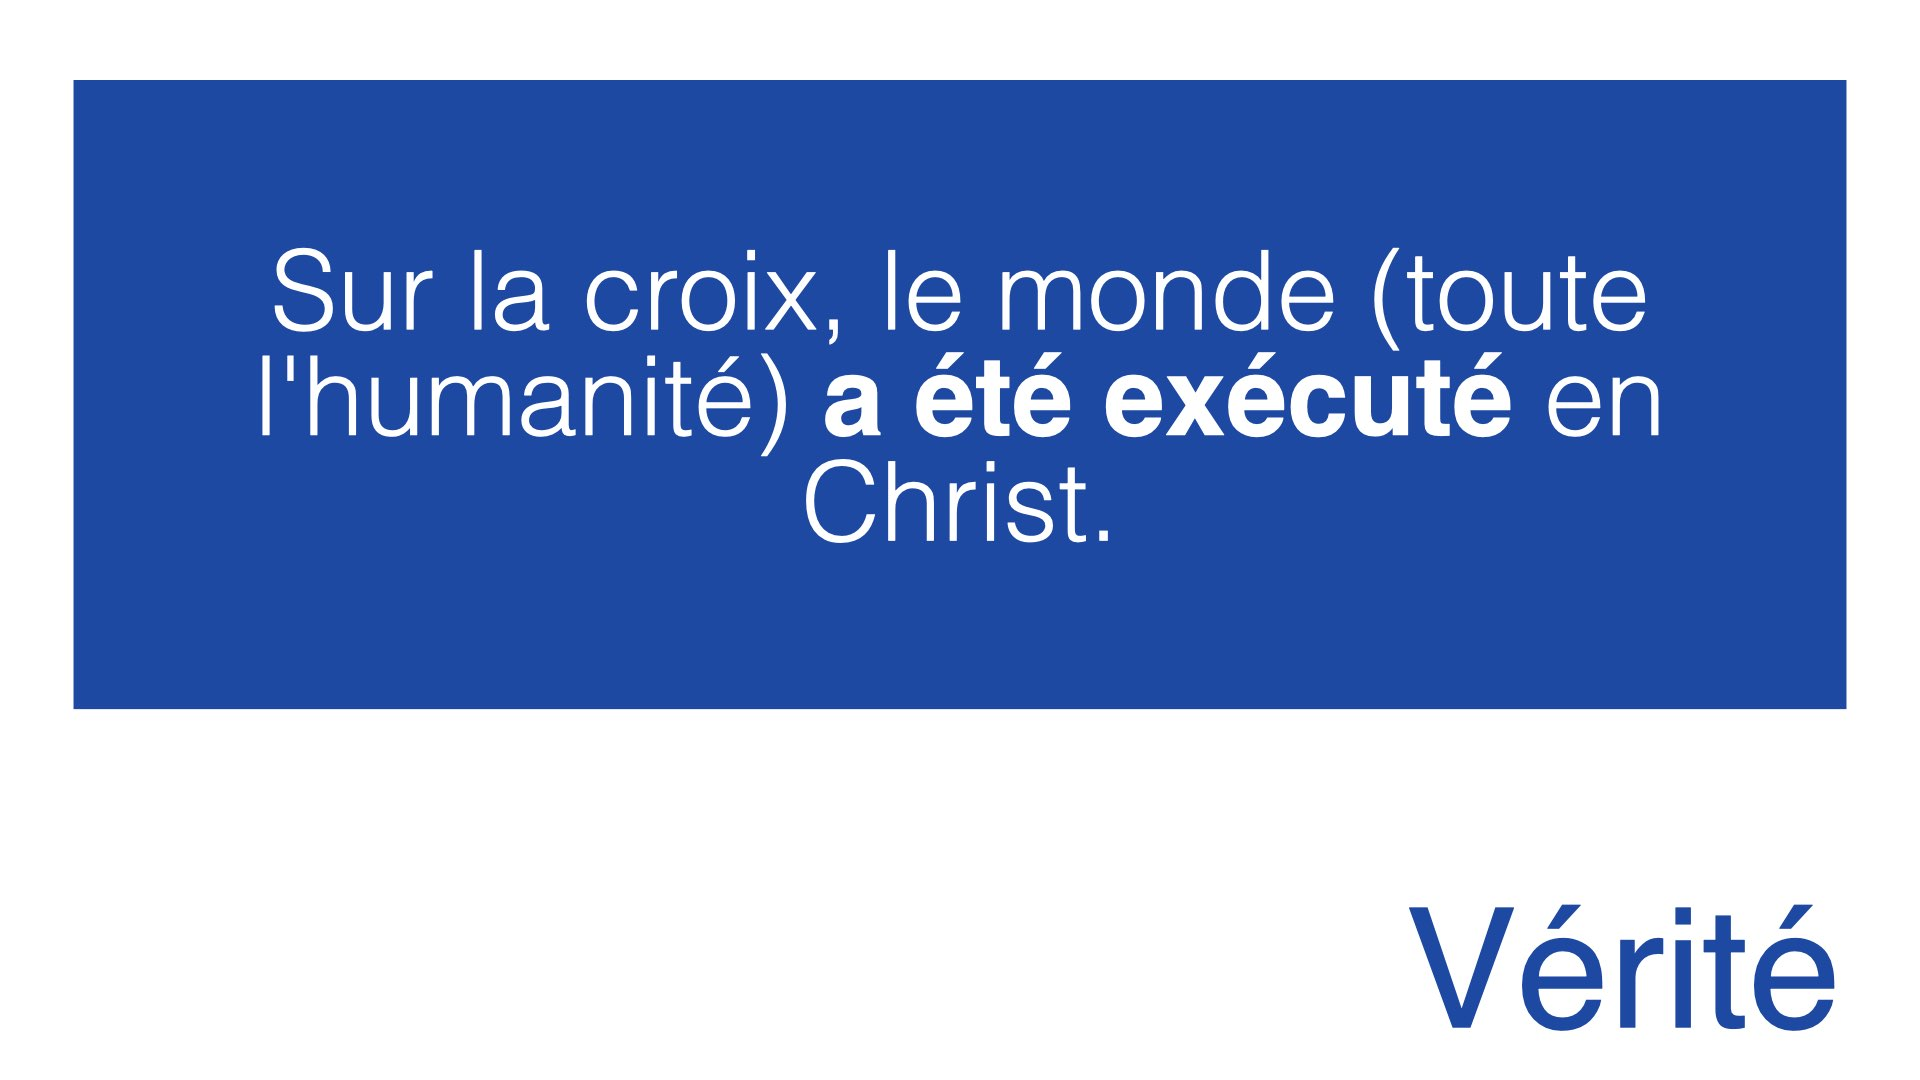 Sur la croix, le monde (toute
l'humanité) a été exécuté en
Christ.
Vérité